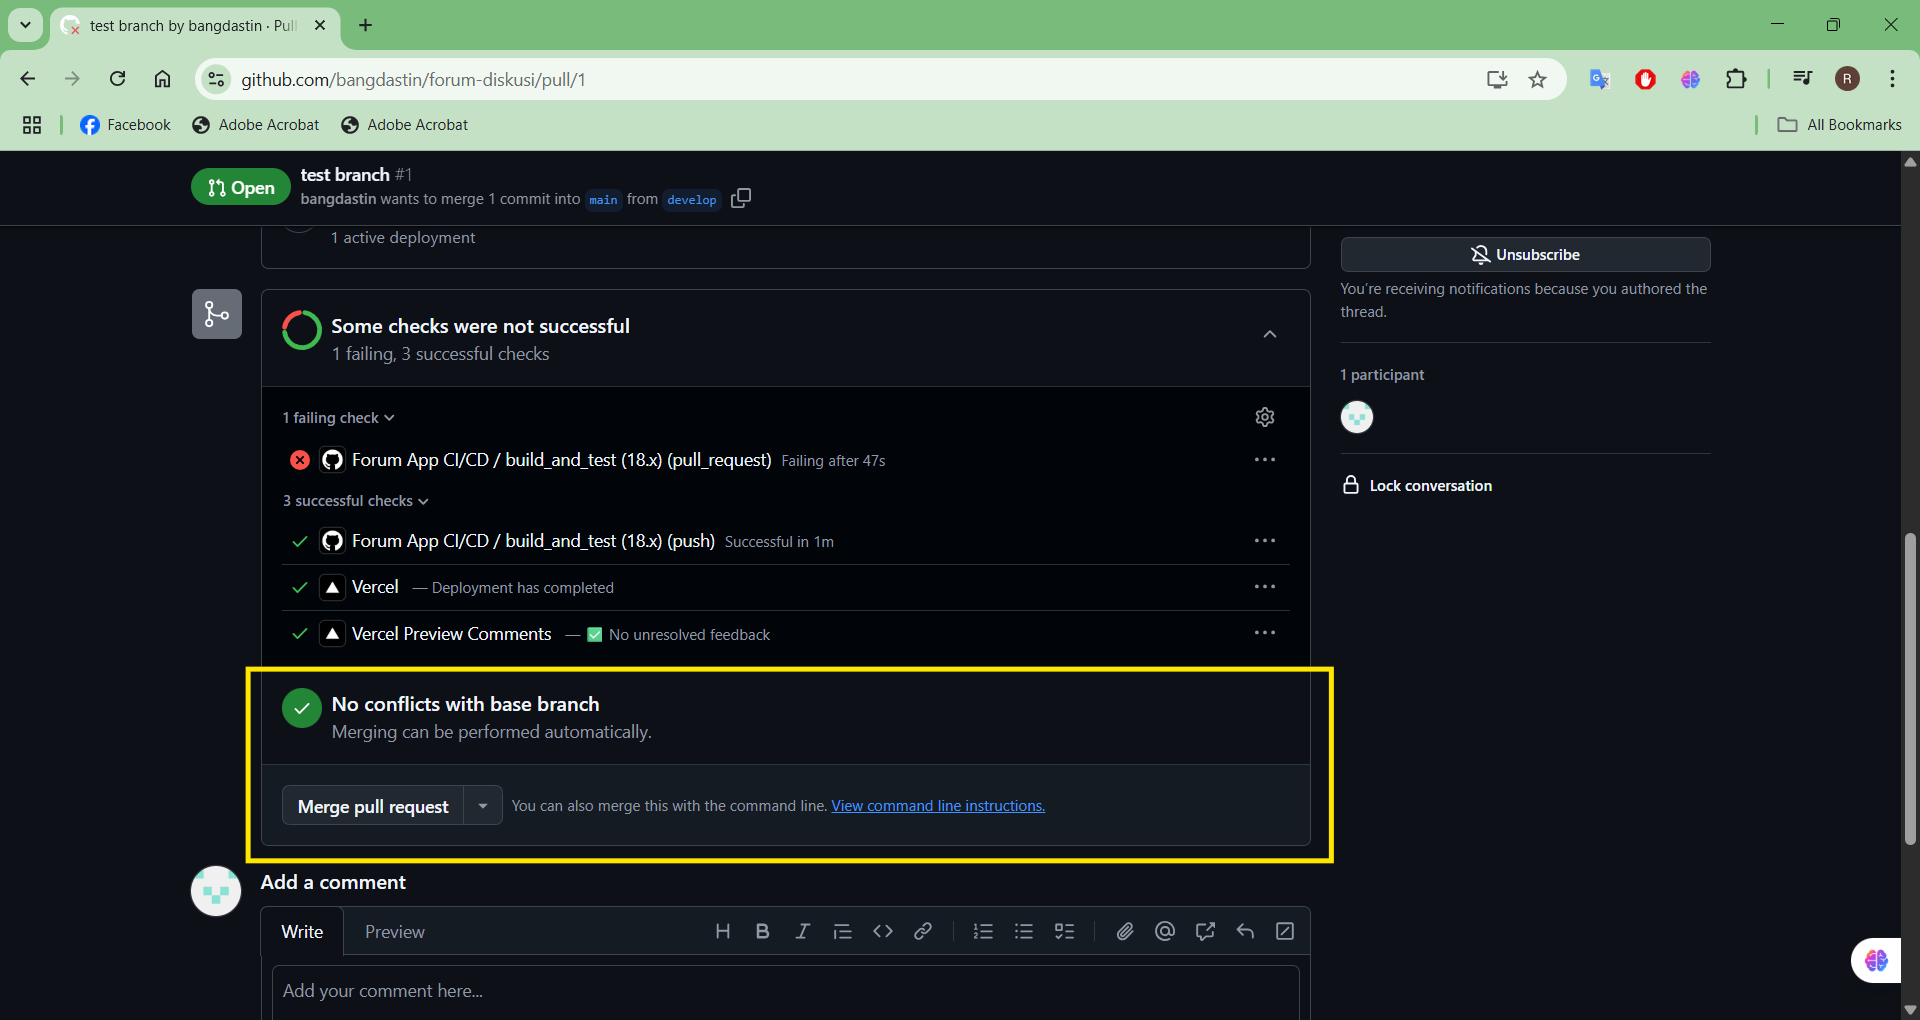 test branch by bangdastin · Pull
github.com/bangdastin/forum-diskusi/pull/1
R
Facebook
Adobe Acrobat
Adobe Acrobat
All Bookmarks
Open
test branch #1
bangdastin wants to merge 1 commit into main from develop
1 active deployment
Some checks were not successful
1 failing, 3 successful checks
1 failing check
Forum App CI/CD / build_and_test (18.x) (pull_request) Failing after 47s
3 successful checks
Forum App CI/CD / build_and_test (18.x) (push) Successful in 1m
Vercel — Deployment has completed
Vercel Preview Comments — ✅ No unresolved feedback
No conflicts with base branch
Merging can be performed automatically.
Merge pull request
You can also merge this with the command line. View command line instructions.
Add a comment
Write
Preview
Add your comment here...
Unsubscribe
You're receiving notifications because you authored the
thread.
1 participant
Lock conversation